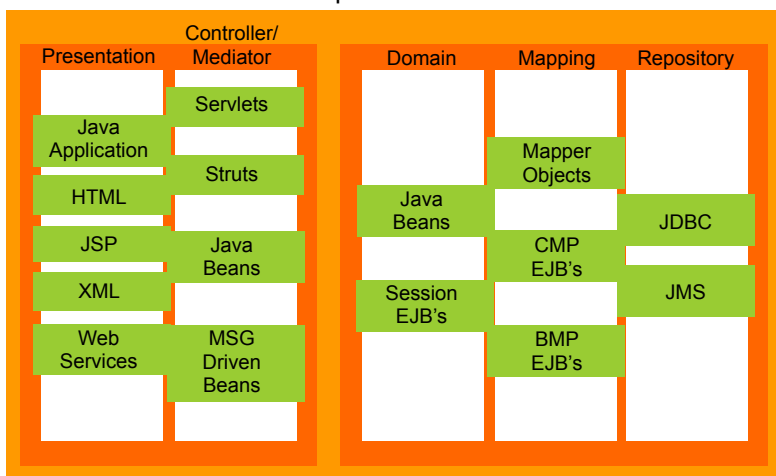 Controller/
Presentation Mediator Domain Mapping Repository
Servlets
Java
Application
Struts
HTML
JSP
Java
Beans
XML
Web
Services
MSG
Driven
Beans
Mapper
Objects
Java
Beans
JDBC
CMP
EJB's
Session
EJB's
JMS
BMP
EJB's